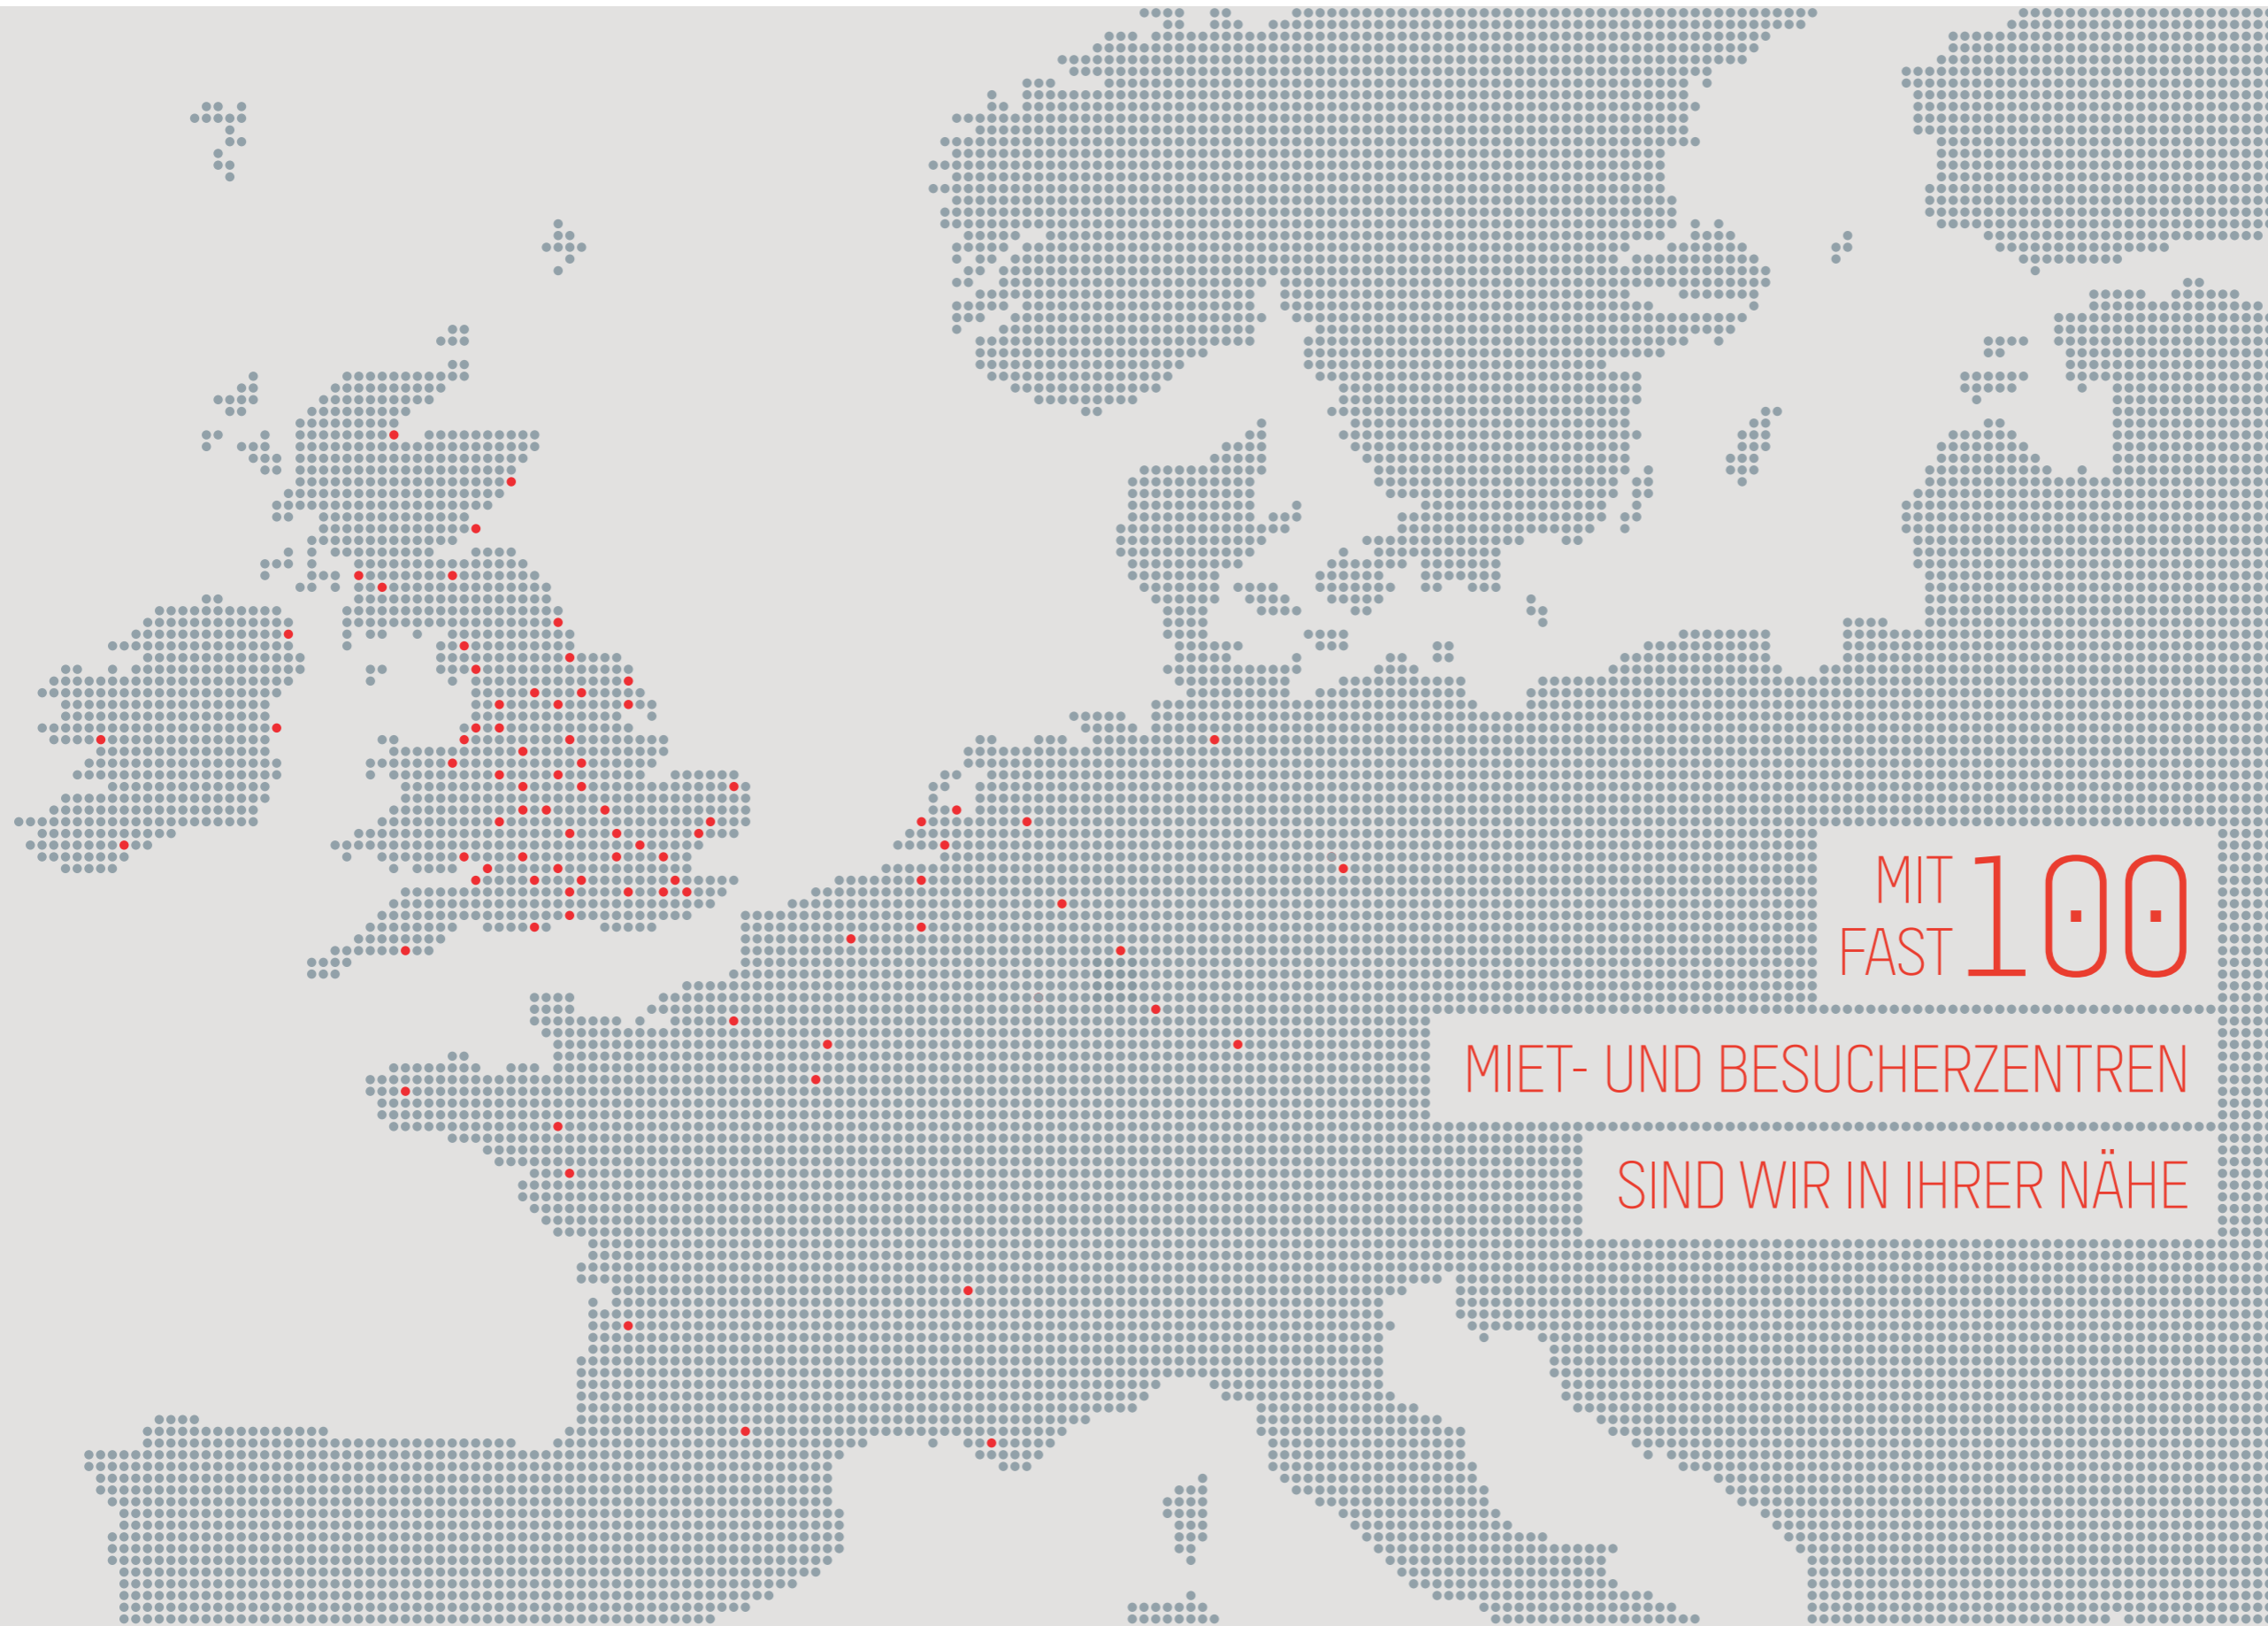 MIT
FAST 100
MIET- UND BESUCHERZENTREN
SIND WIR IN IHRER NÄHE